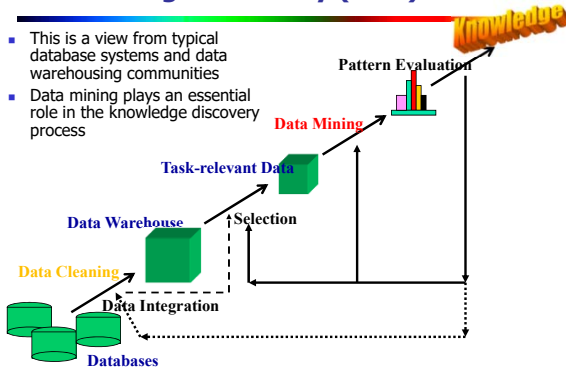 This is a view from typical
database systems and data
warehousing communities
Data mining plays an essential
role in the knowledge discovery
process
Knowledge
Pattern Evaluation
Data Mining
Task-relevant Data
Data Warehouse
Selection
Data Cleaning
Data Integration
Databases